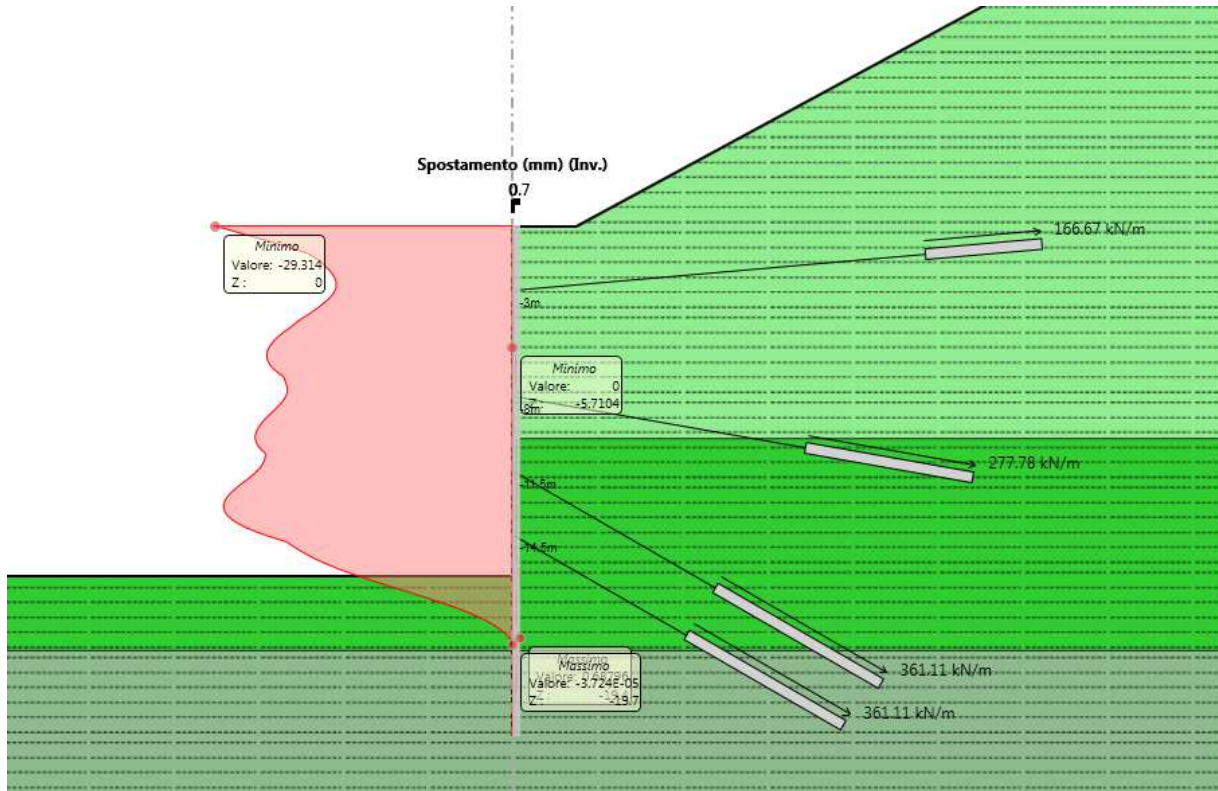 Spostamento (mm) (Inv.)
0.7
166.67 kN/m
Minimo
Valore: -29.314
Z : 0
-3m
Minimo
Valore: 0
Z : -5.7104
-8m
277.78 kN/m
-11.5m
-14.5m
Massimo
Massimo
Valore: -3.724E-05
Z : -19.7
361.11 kN/m
361.11 kN/m